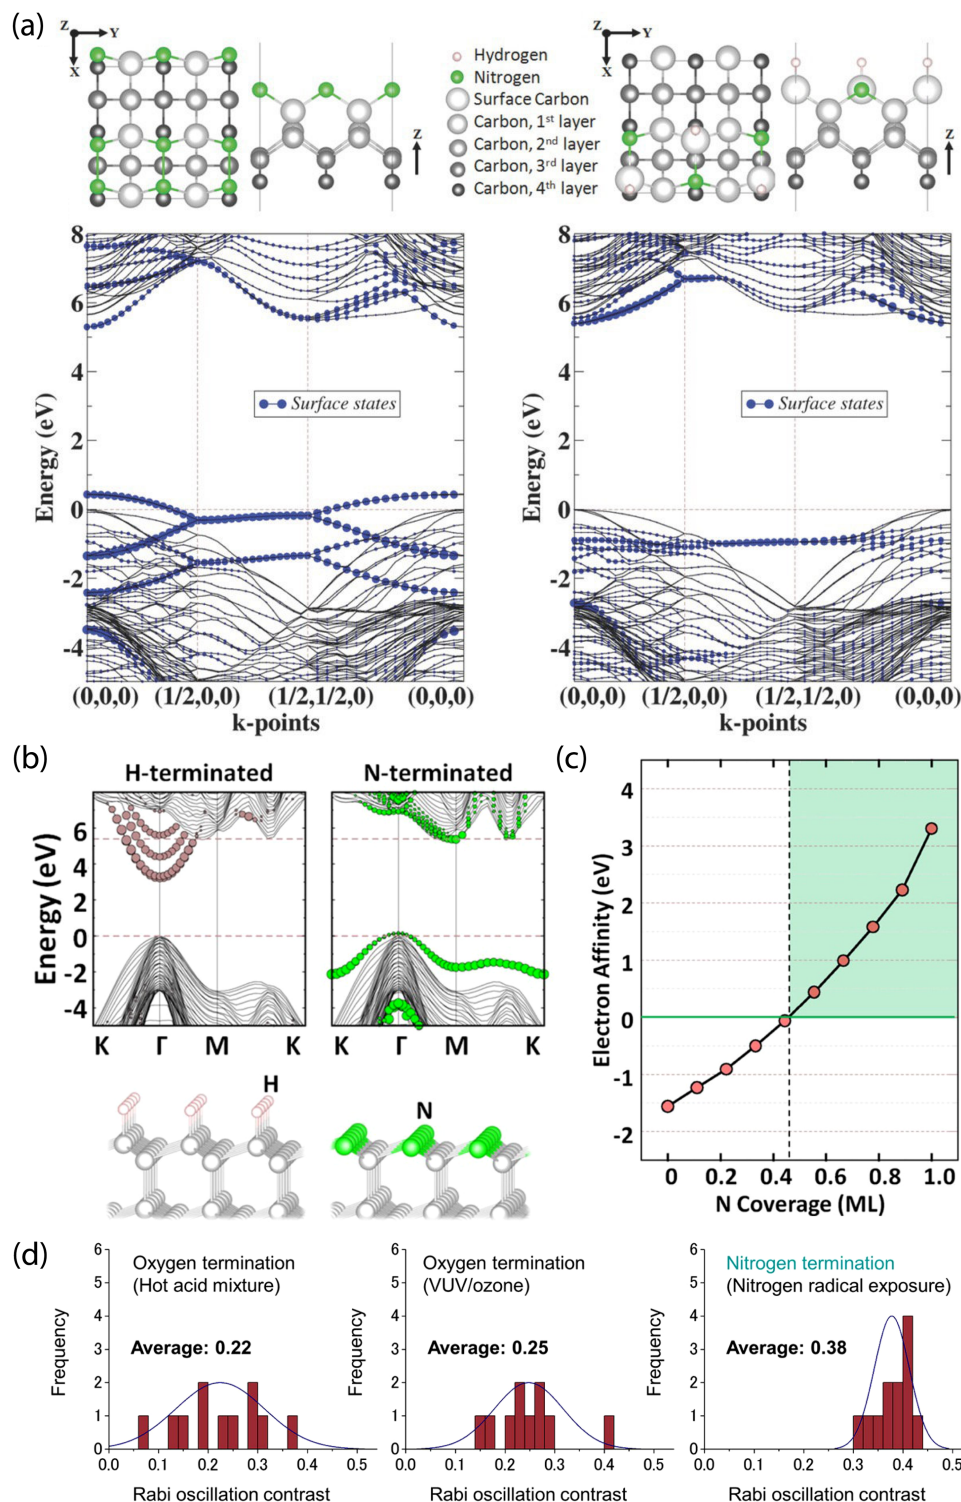 (a)
Z
Y
X
Hydrogen
Nitrogen
Surface Carbon
Carbon, 1st layer
Carbon, 2nd layer
Carbon, 3rd layer
Carbon, 4th layer
Z
Z
Y
X
Z
8
6
4
2
0
-2
-4
Energy (eV)
Surface states
(0,0,0) (1/2,0,0) (1/2,1/2,0) (0,0,0)
k-points
8
6
4
2
0
-2
-4
Energy (eV)
Surface states
(0,0,0) (1/2,0,0) (1/2,1/2,0) (0,0,0)
k-points
(b)
H-terminated
N-terminated
6
4
2
0
-2
-4
Energy (eV)
K Γ M K
6
4
2
0
-2
-4
K Γ M K
H
N
(c)
4
3
2
1
0
-1
-2
Electron Affinity (eV)
0 0.2 0.4 0.6 0.8 1.0
N Coverage (ML)
(d)
6
5
4
3
2
1
0
Frequency
Oxygen termination
(Hot acid mixture)
Average: 0.22
0.0 0.1 0.2 0.3 0.4 0.5
Rabi oscillation contrast
6
5
4
3
2
1
0
Frequency
Oxygen termination
(VUV/ozone)
Average: 0.25
0.0 0.1 0.2 0.3 0.4 0.5
Rabi oscillation contrast
6
5
4
3
2
1
0
Frequency
Nitrogen termination
(Nitrogen radical exposure)
Average: 0.38
0.0 0.1 0.2 0.3 0.4 0.5
Rabi oscillation contrast